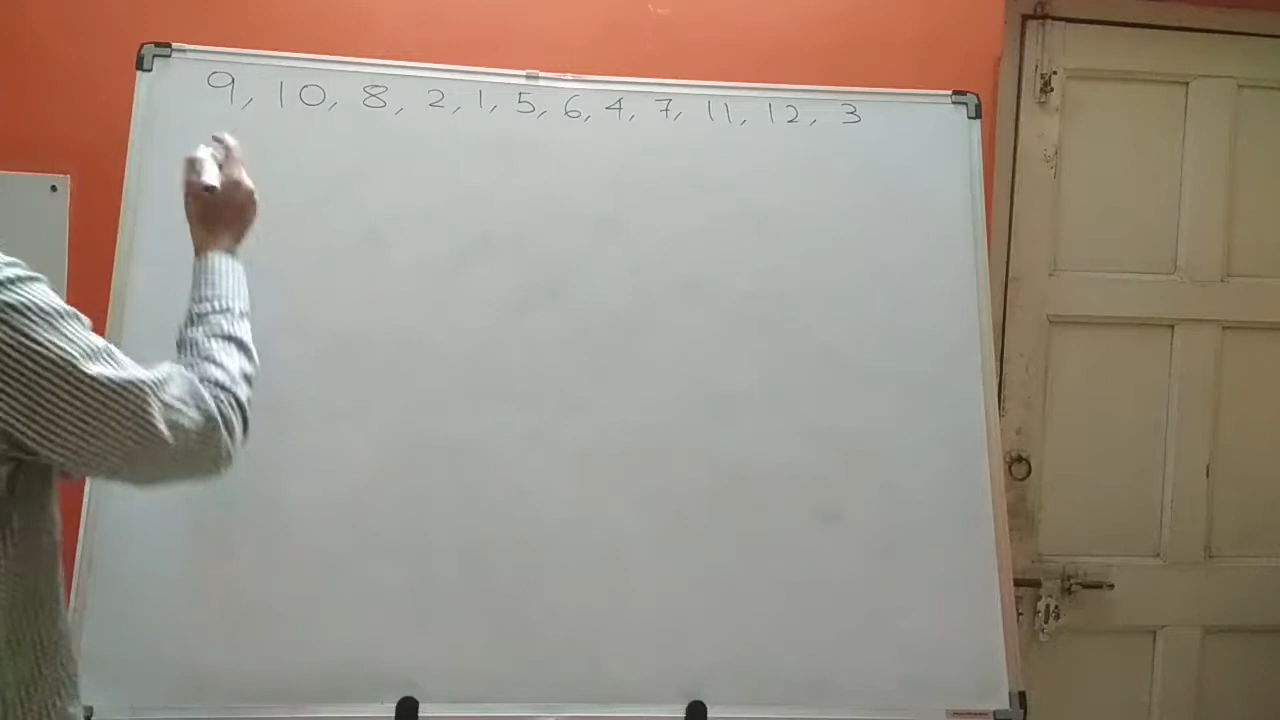 9, 10, 8, 2, 1, 5, 6, 4, 7, 11, 12, 3